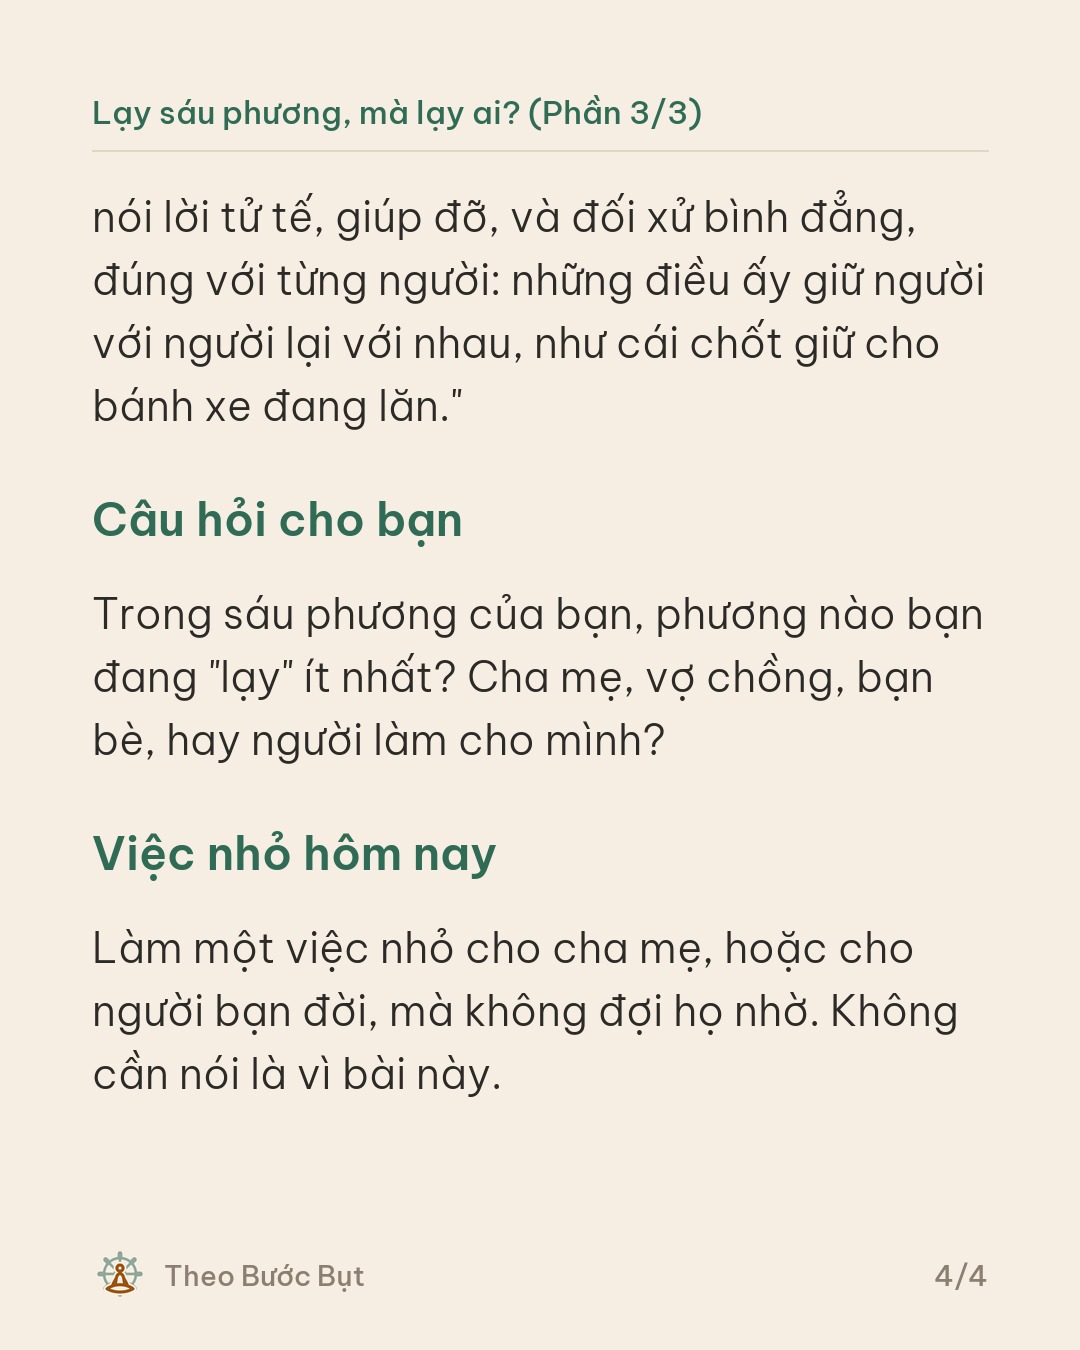 Lạy sáu phương, mà lạy ai? (Phần 3/3)
nói lời tử tế, giúp đỡ, và đối xử bình đẳng,
đúng với từng người: những điều ấy giữ người
với người lại với nhau, như cái chốt giữ cho
bánh xe đang lăn."
Câu hỏi cho bạn
Trong sáu phương của bạn, phương nào bạn
đang "lạy" ít nhất? Cha mẹ, vợ chồng, bạn
bè, hay người làm cho mình?
Việc nhỏ hôm nay
Làm một việc nhỏ cho cha mẹ, hoặc cho
người bạn đời, mà không đợi họ nhờ. Không
cần nói là vì bài này.
Theo Bước Bụt
4/4